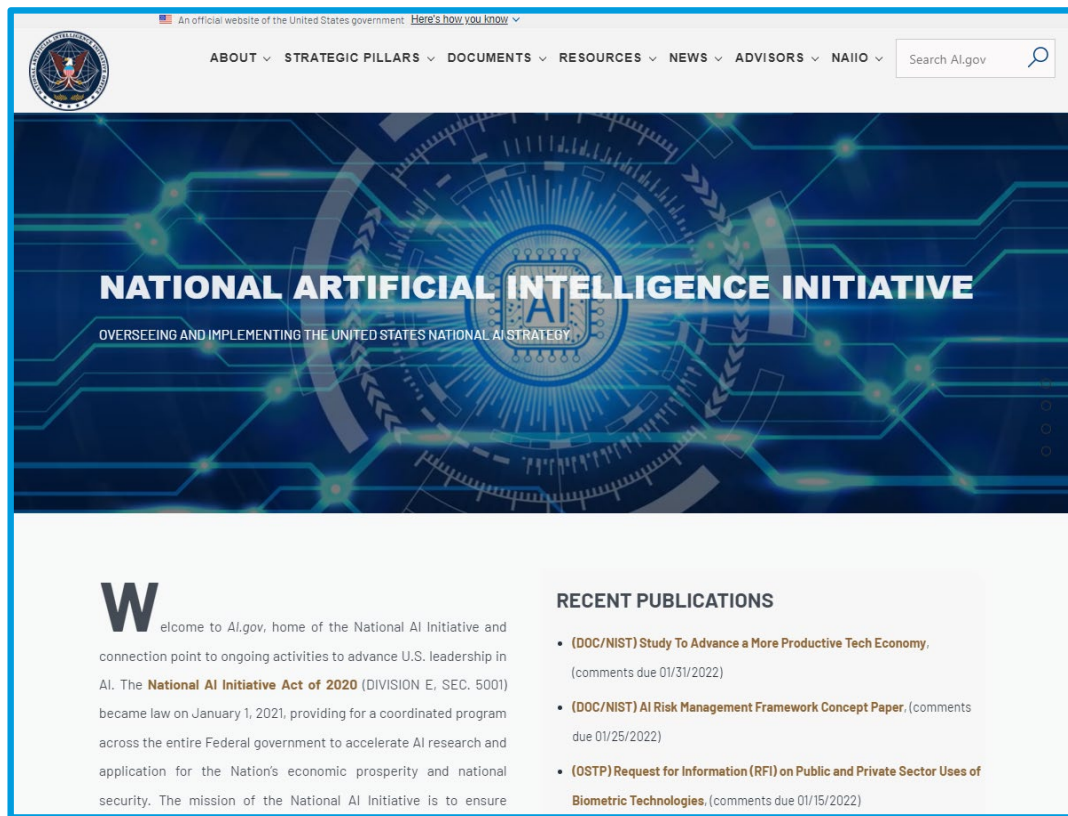 An official website of the United States government Here's how you know
ABOUT STRATEGIC PILLARS DOCUMENTS RESOURCES NEWS ADVISORS NAIIO Search AI.gov
AI
NATIONAL ARTIFICIAL INTELLIGENCE INITIATIVE
OVERSEEING AND IMPLEMENTING THE UNITED STATES NATIONAL AI STRATEGY
Welcome to AI.gov, home of the National AI Initiative and
connection point to ongoing activities to advance U.S. leadership in
AI. The National AI Initiative Act of 2020 (DIVISION E, SEC. 5001)
became law on January 1, 2021, providing for a coordinated program
across the entire Federal government to accelerate AI research and
application for the Nation's economic prosperity and national
security. The mission of the National AI Initiative is to ensure
RECENT PUBLICATIONS
• (DOC/NIST) Study To Advance a More Productive Tech Economy,
(comments due 01/31/2022)
• (DOC/NIST) AI Risk Management Framework Concept Paper, (comments
due 01/25/2022)
• (OSTP) Request for Information (RFI) on Public and Private Sector Uses of
Biometric Technologies, (comments due 01/15/2022)